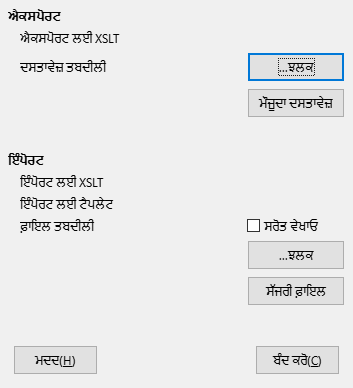 ਐਕਸਪੋਰਟ
ਐਕਸਪੋਰਟ ਲਈ XSLT
ਦਸਤਾਵੇਜ਼ ਤਬਦੀਲੀ
...ਝਲਕ
ਮੌਜੂਦਾ ਦਸਤਾਵੇਜ਼
ਇੰਪੋਰਟ
ਇੰਪੋਰਟ ਲਈ XSLT
ਇੰਪੋਰਟ ਲਈ ਟੈਪਲੇਟ
ਫ਼ਾਇਲ ਤਬਦੀਲੀ
ਸਰੋਤ ਵੇਖਾਓ
...ਝਲਕ
ਸੱਜਰੀ ਫ਼ਾਇਲ
ਮਦਦ(H)
ਬੰਦ ਕਰੋ(C)